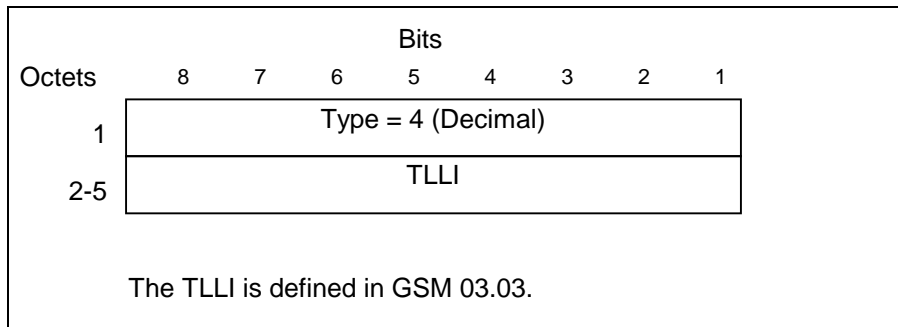 Bits
Octets 8 7 6 5 4 3 2 1
1 Type = 4 (Decimal)
2-5 TLLI
The TLLI is defined in GSM 03.03.